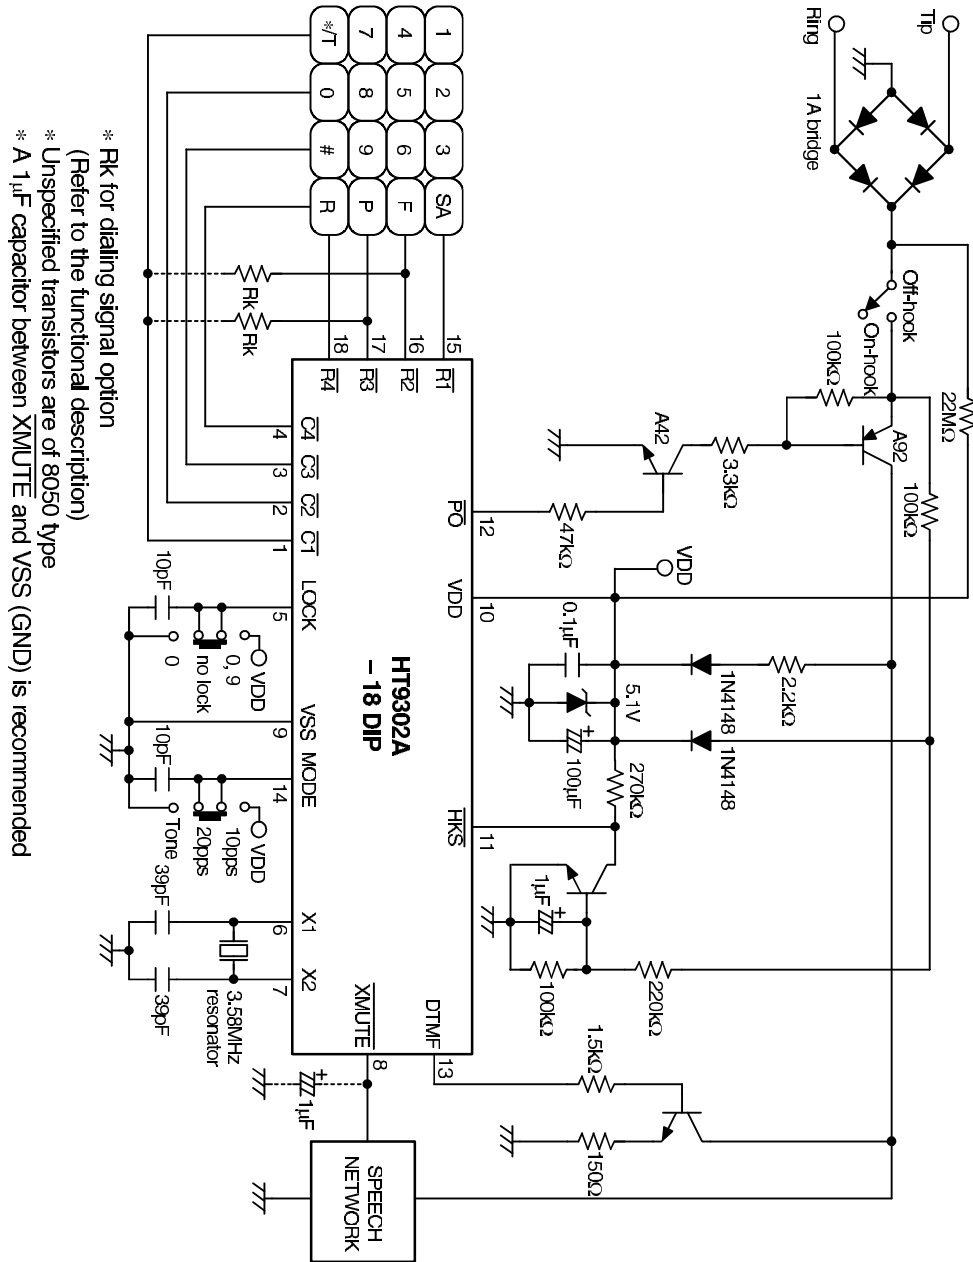 Tip
Ring
1A bridge
Off-hook
On-hook
22MΩ
100kΩ
A92
100kΩ
3.3kΩ
A42
47kΩ
VDD
0.1µF
5.1V
+
100µF
2.2kΩ
1N4148
1N4148
270kΩ
1µF
+
100kΩ
220kΩ
1.5kΩ
150Ω
1 2 3 SA
4 5 6 F
7 8 9 P
*/T 0 # R
Rk
Rk
15 16 17 18
R1 R2 R3 R4
12 10 11 13
PO VDD HKS DTMF
HT9302A
– 18 DIP
XMUTE
8
C4 C3 C2 C1 LOCK VSS MODE X1 X2
4 3 2 1 5 9 14 6 7
10pF
0
no lock
0, 9
VDD
10pF
Tone
20pps
10pps
VDD
39pF
39pF
3.58MHz
resonator
+
1µF
SPEECH
NETWORK
* Rk for dialing signal option
(Refer to the functional description)
* Unspecified transistors are of 8050 type
* A 1µF capacitor between XMUTE and VSS (GND) is recommended